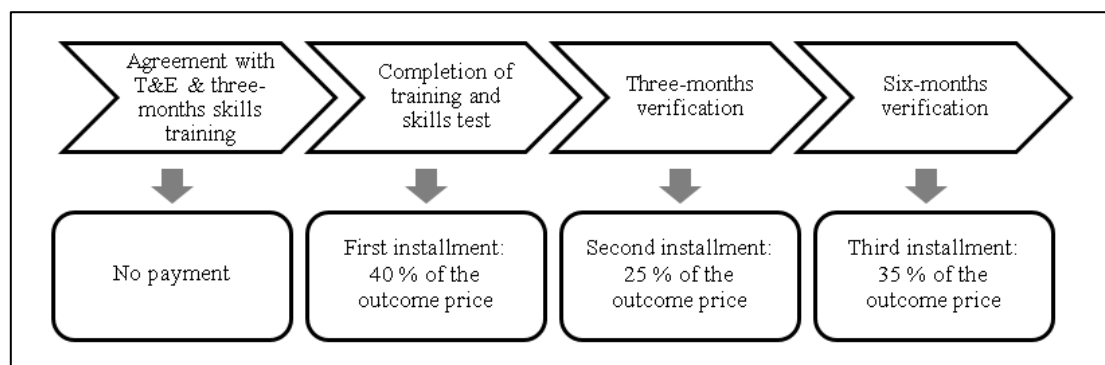 Agreement with
T&E & three-
months skills
training
Completion of
training and
skills test
Three-months
verification
Six-months
verification
No payment
First installment:
40 % of the
outcome price
Second installment:
25 % of the
outcome price
Third installment:
35 % of the
outcome price